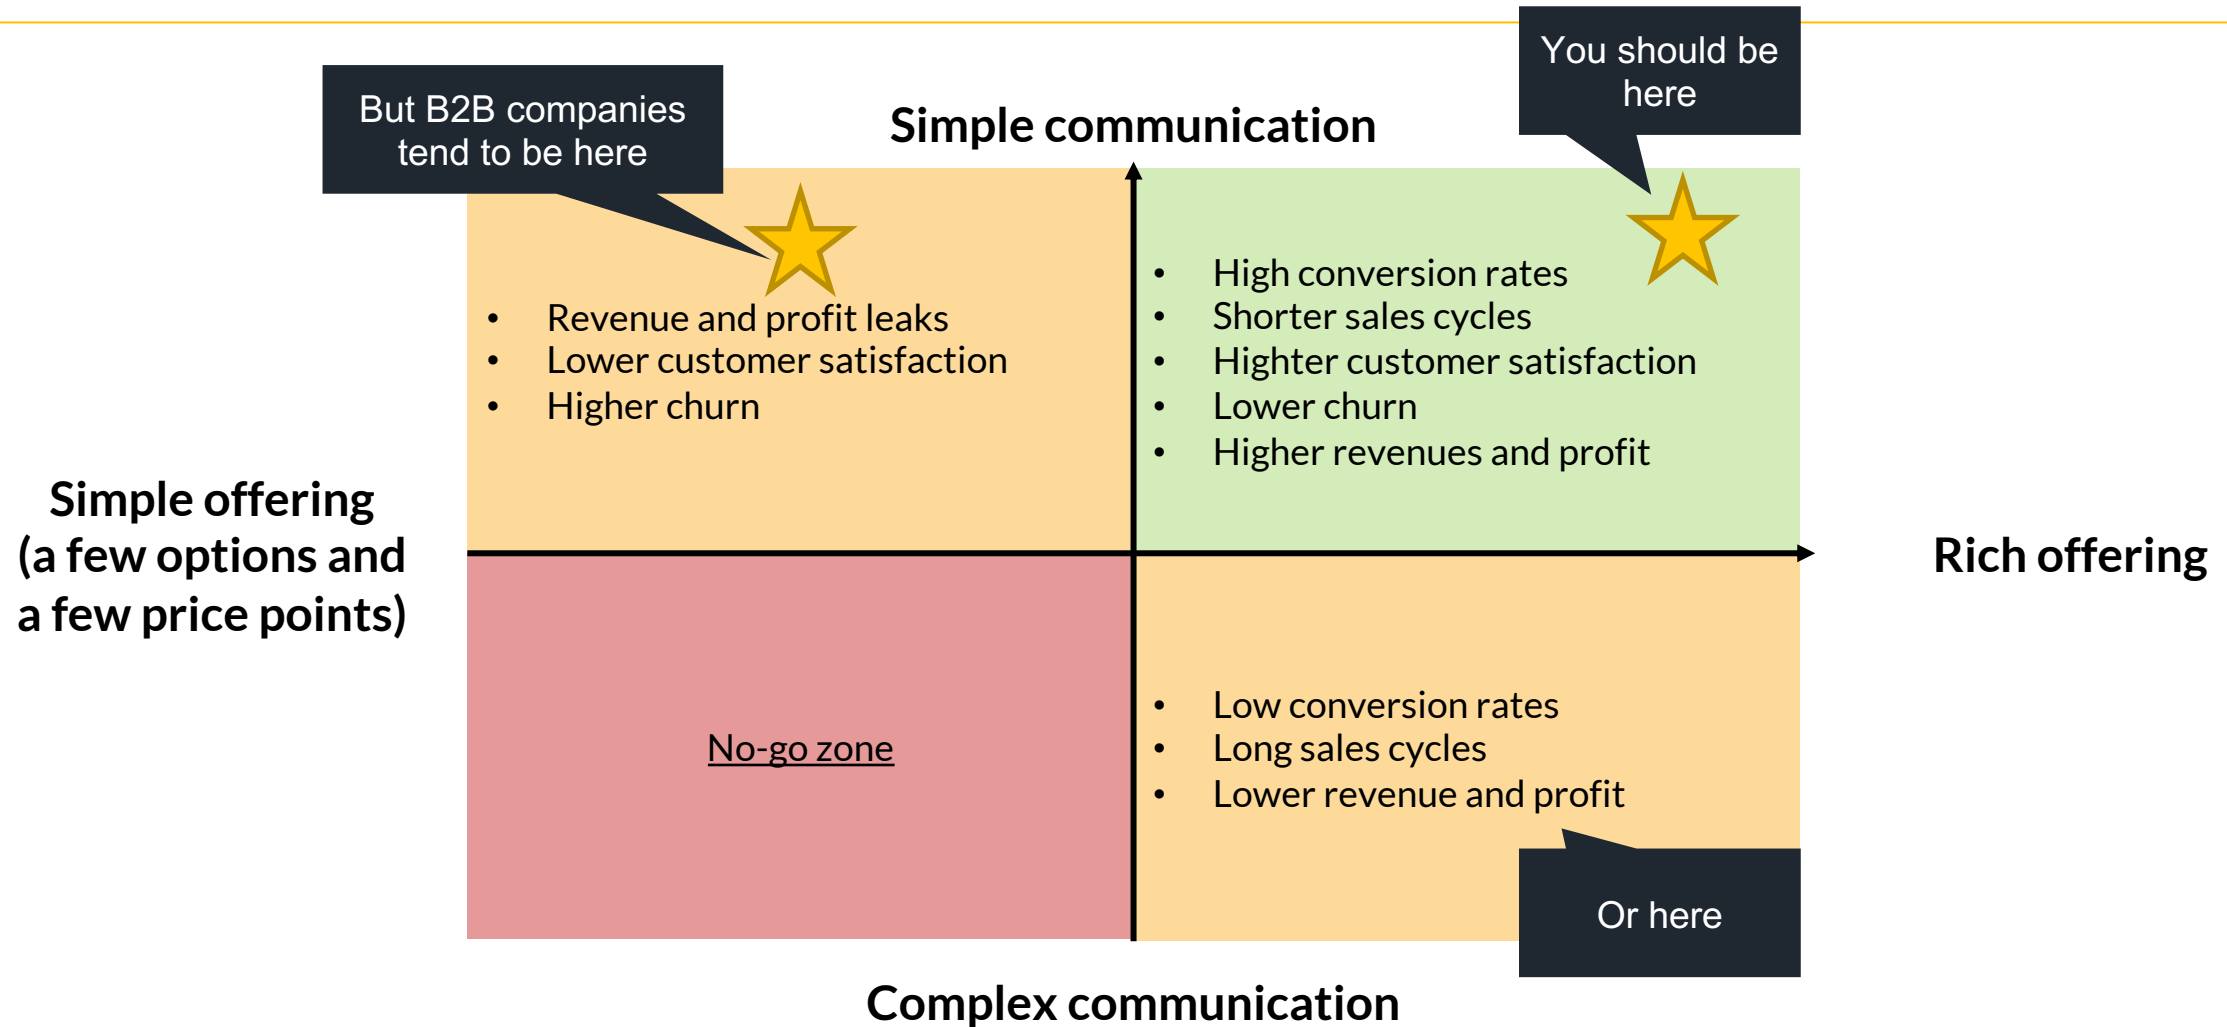 You should be
here
But B2B companies
tend to be here
Simple communication
• Revenue and profit leaks
• Lower customer satisfaction
• Higher churn
• High conversion rates
• Shorter sales cycles
• Highter customer satisfaction
• Lower churn
• Higher revenues and profit
Simple offering
(a few options and
a few price points)
Rich offering
No-go zone
• Low conversion rates
• Long sales cycles
• Lower revenue and profit
Or here
Complex communication